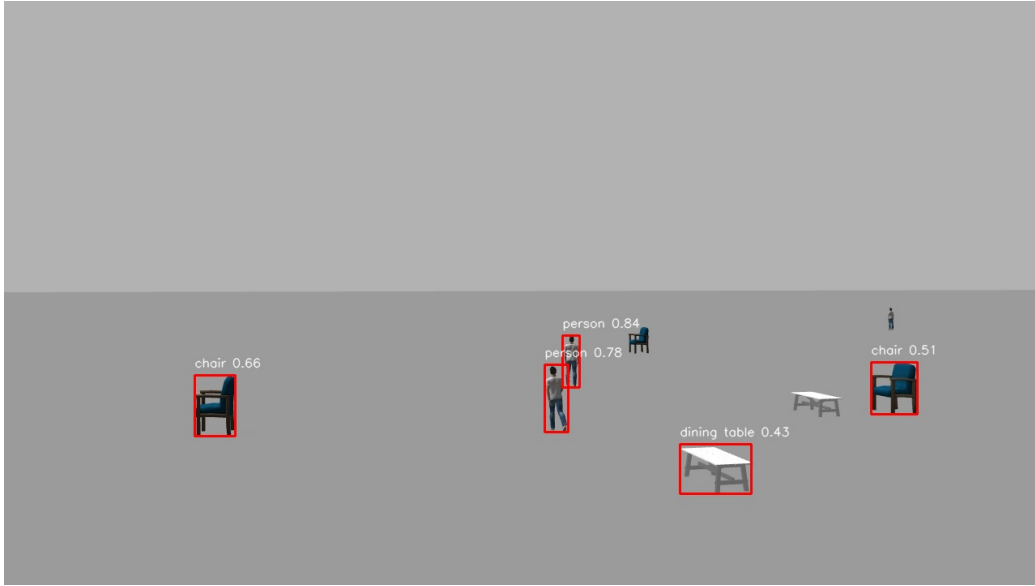 person 0.84
person 0.78
chair 0.51
chair 0.66
dining table 0.43